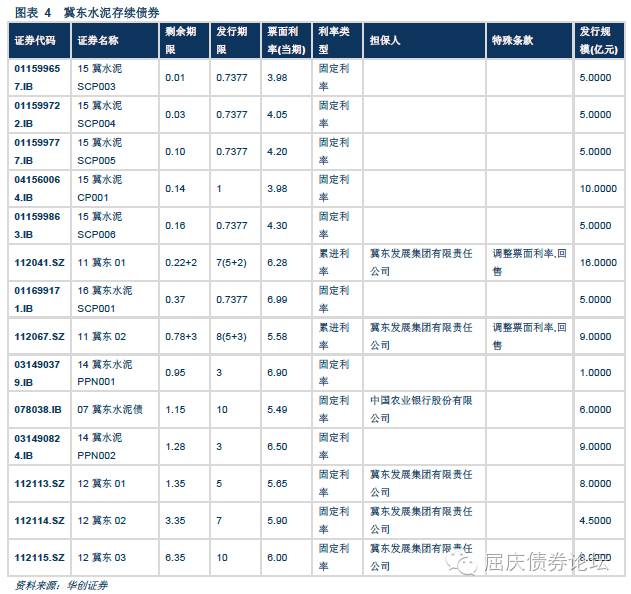 图表 4 冀东水泥存续债券
证券代码 证券名称 剩余期限 发行期限 票面利率(当期) 利率类型 担保人 特殊条款 发行规模(亿元)
011599657.IB 15 冀水泥 SCP003 0.01 0.7377 3.98 固定利率 5.0000
011599722.IB 15 冀水泥 SCP004 0.03 0.7377 4.05 固定利率 5.0000
011599777.IB 15 冀水泥 SCP005 0.10 0.7377 4.20 固定利率 5.0000
041560064.IB 15 冀水泥 CP001 0.14 1 3.98 固定利率 10.0000
011599863.IB 15 冀水泥 SCP006 0.16 0.7377 4.30 固定利率 5.0000
112041.SZ 11 冀东 01 0.22+2 7(5+2) 6.28 累进利率 冀东发展集团有限责任公司 调整票面利率,回售 16.0000
011699171.IB 16 冀东水泥 SCP001 0.37 0.7377 6.99 固定利率 5.0000
112067.SZ 11 冀东 02 0.78+3 8(5+3) 5.58 累进利率 冀东发展集团有限责任公司 调整票面利率,回售 9.0000
031490379.IB 14 冀东水泥 PPN001 0.95 3 6.90 固定利率 1.0000
078038.IB 07 冀东水泥债 1.15 10 5.49 固定利率 中国农业银行股份有限公司 6.0000
031490824.IB 14 冀水泥 PPN002 1.28 3 6.50 固定利率 9.0000
112113.SZ 12 冀东 01 1.35 5 5.65 固定利率 冀东发展集团有限责任公司 8.0000
112114.SZ 12 冀东 02 3.35 7 5.90 固定利率 冀东发展集团有限责任公司 4.5000
112115.SZ 12 冀东 03 6.35 10 6.00 固定利率 冀东发展集团有限责任公司
屈庆债券论坛
资料来源：华创证券